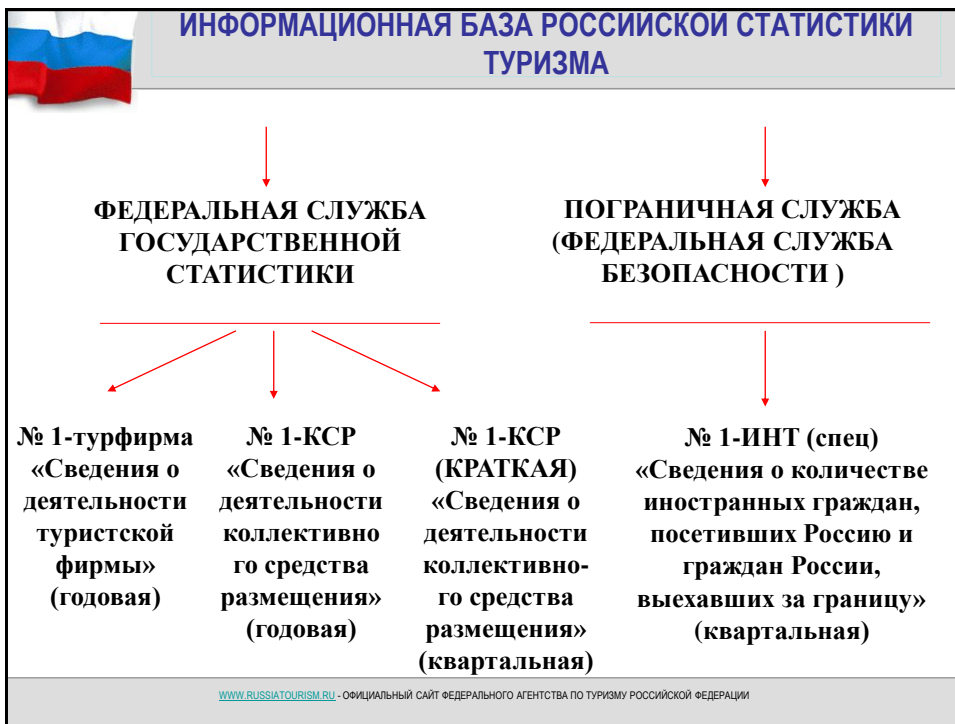 ИНФОРМАЦИОННАЯ БАЗА РОССИЙСКОЙ СТАТИСТИКИ
ТУРИЗМА
ФЕДЕРАЛЬНАЯ СЛУЖБА
ГОСУДАРСТВЕННОЙ
СТАТИСТИКИ
ПОГРАНИЧНАЯ СЛУЖБА
(ФЕДЕРАЛЬНАЯ СЛУЖБА
БЕЗОПАСНОСТИ )
№ 1-турфирма
«Сведения о
деятельности
туристской
фирмы»
(годовая)
№ 1-КСР
«Сведения о
деятельности
коллективно
го средства
размещения»
(годовая)
№ 1-КСР
(КРАТКАЯ)
«Сведения о
деятельности
коллективно-
го средства
размещения»
(квартальная)
№ 1-ИНТ (спец)
«Сведения о количестве
иностранных граждан,
посетивших Россию и
граждан России,
выехавших за границу»
(квартальная)
WWW.RUSSIATOURISM.RU - ОФИЦИАЛЬНЫЙ САЙТ ФЕДЕРАЛЬНОГО АГЕНТСТВА ПО ТУРИЗМУ РОССИЙСКОЙ ФЕДЕРАЦИИ